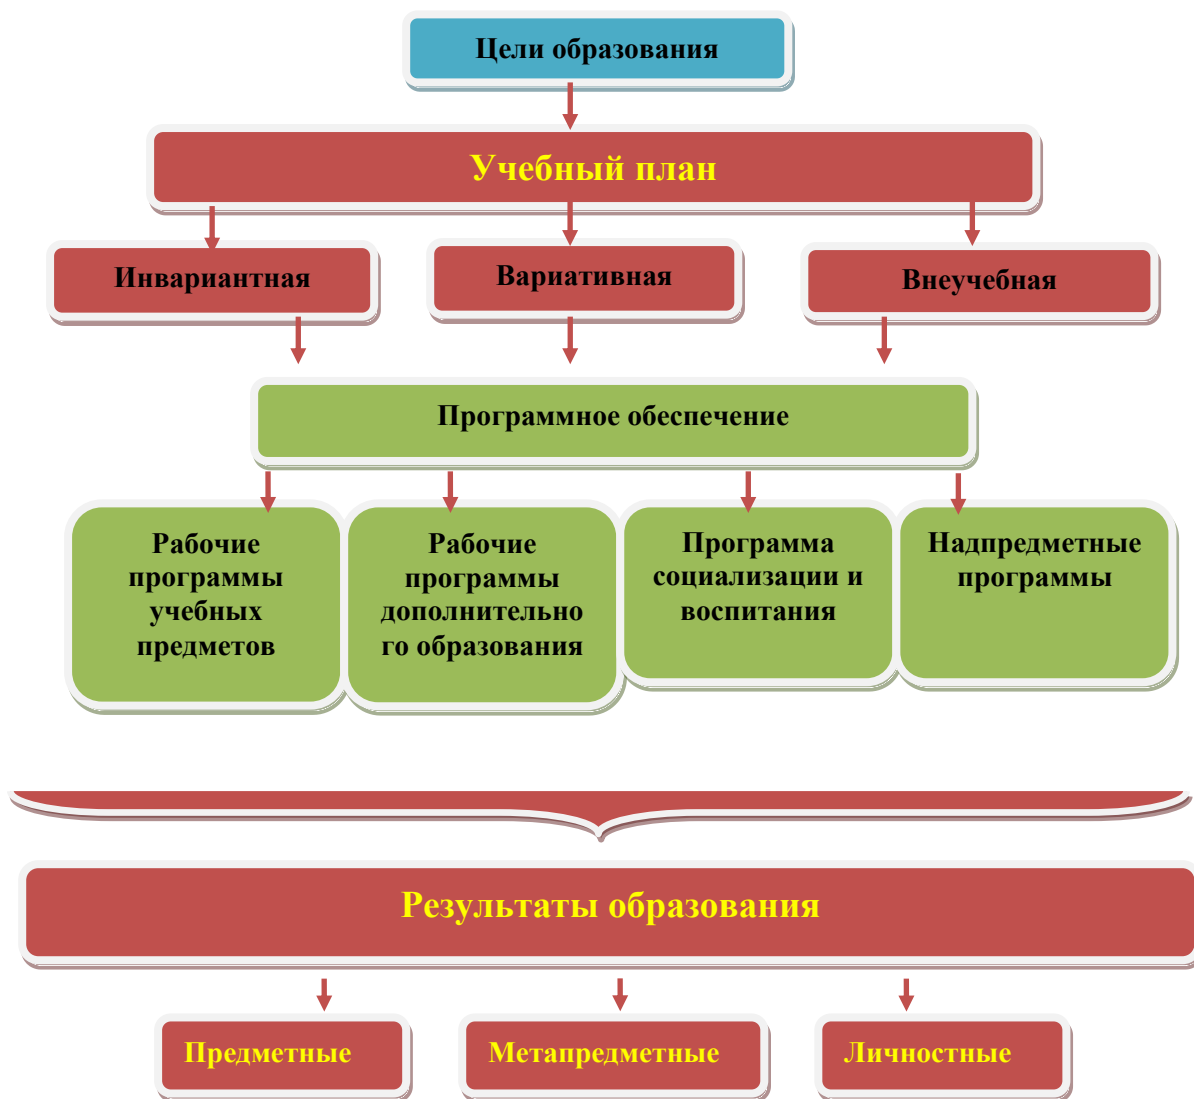 Цели образования
Учебный план
Инвариантная
Вариативная
Внеучебная
Программное обеспечение
Рабочие
программы
учебных
предметов
Рабочие
программы
дополнительно
го образования
Программа
социализации и
воспитания
Надпредметные
программы
Результаты образования
Предметные
Метапредметные
Личностные